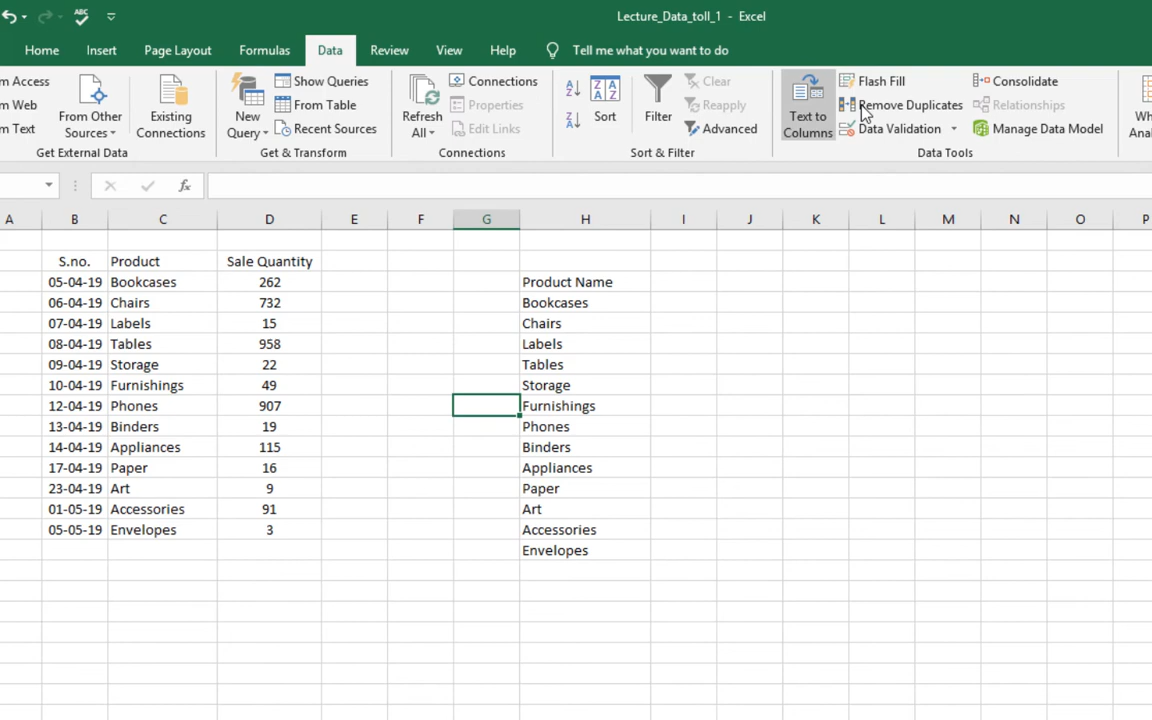 ABC
Lecture_Data_toll_1 - Excel
Home Insert Page Layout Formulas Data Review View Help Tell me what you want to do
m Access
m Web
m Text
From Other
Sources
Existing
Connections
Get External Data
New
Query
Show Queries
From Table
Recent Sources
Get & Transform
Refresh
All
Connections
Properties
Edit Links
Connections
Sort
Filter
Clear
Reapply
Advanced
Sort & Filter
Text to
Columns
Flash Fill
Remove Duplicates
Data Validation
Consolidate
Relationships
Manage Data Model
Data Tools
Wh
Ana
fx
A B C D E F G H I J K L M N O P
S.no. Product Sale Quantity
05-04-19 Bookcases 262 Product Name
06-04-19 Chairs 732 Bookcases
07-04-19 Labels 15 Chairs
08-04-19 Tables 958 Labels
09-04-19 Storage 22 Tables
10-04-19 Furnishings 49 Storage
12-04-19 Phones 907 Furnishings
13-04-19 Binders 19 Phones
14-04-19 Appliances 115 Binders
17-04-19 Paper 16 Appliances
23-04-19 Art 9 Paper
01-05-19 Accessories 91 Art
05-05-19 Envelopes 3 Accessories
Envelopes